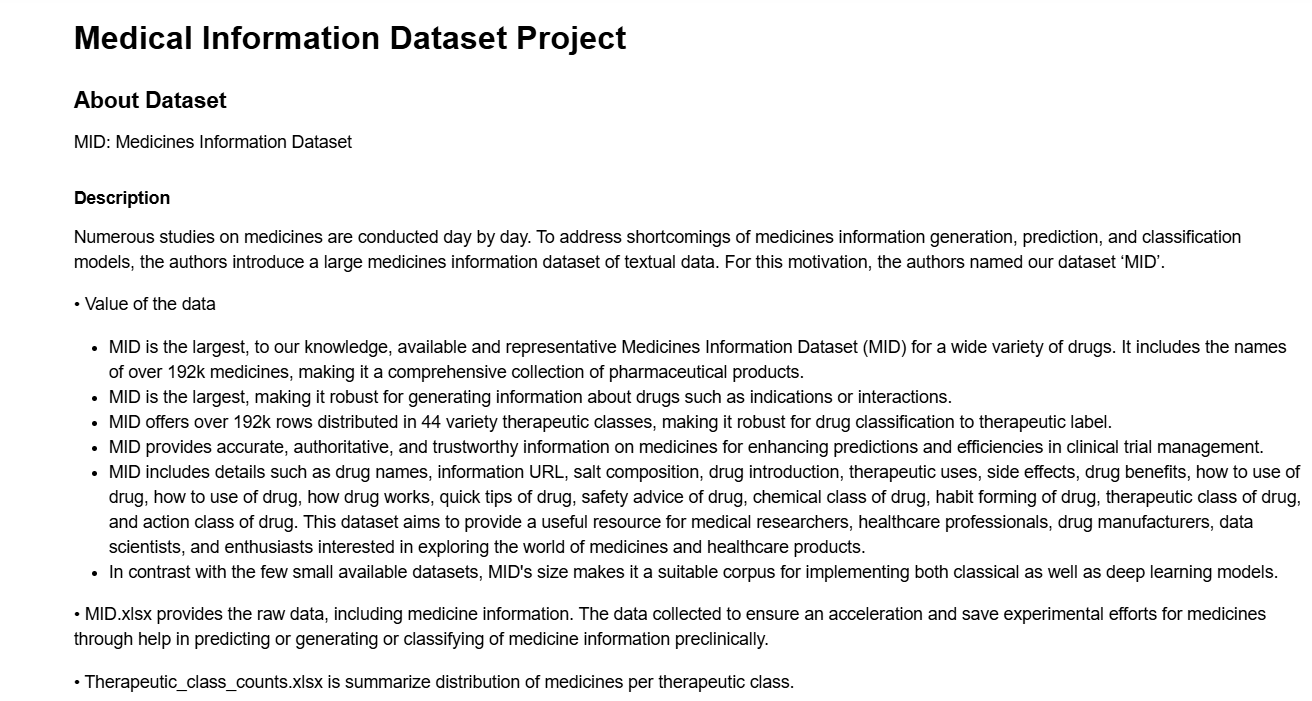 Medical Information Dataset Project
About Dataset
MID: Medicines Information Dataset
Description
Numerous studies on medicines are conducted day by day. To address shortcomings of medicines information generation, prediction, and classification
models, the authors introduce a large medicines information dataset of textual data. For this motivation, the authors named our dataset ‘MID’.
• Value of the data
• MID is the largest, to our knowledge, available and representative Medicines Information Dataset (MID) for a wide variety of drugs. It includes the names
of over 192k medicines, making it a comprehensive collection of pharmaceutical products.
• MID is the largest, making it robust for generating information about drugs such as indications or interactions.
• MID offers over 192k rows distributed in 44 variety therapeutic classes, making it robust for drug classification to therapeutic label.
• MID provides accurate, authoritative, and trustworthy information on medicines for enhancing predictions and efficiencies in clinical trial management.
• MID includes details such as drug names, information URL, salt composition, drug introduction, therapeutic uses, side effects, drug benefits, how to use of
drug, how to use of drug, how drug works, quick tips of drug, safety advice of drug, chemical class of drug, habit forming of drug, therapeutic class of drug,
and action class of drug. This dataset aims to provide a useful resource for medical researchers, healthcare professionals, drug manufacturers, data
scientists, and enthusiasts interested in exploring the world of medicines and healthcare products.
• In contrast with the few small available datasets, MID's size makes it a suitable corpus for implementing both classical as well as deep learning models.
• MID.xlsx provides the raw data, including medicine information. The data collected to ensure an acceleration and save experimental efforts for medicines
through help in predicting or generating or classifying of medicine information preclinically.
• Therapeutic_class_counts.xlsx is summarize distribution of medicines per therapeutic class.